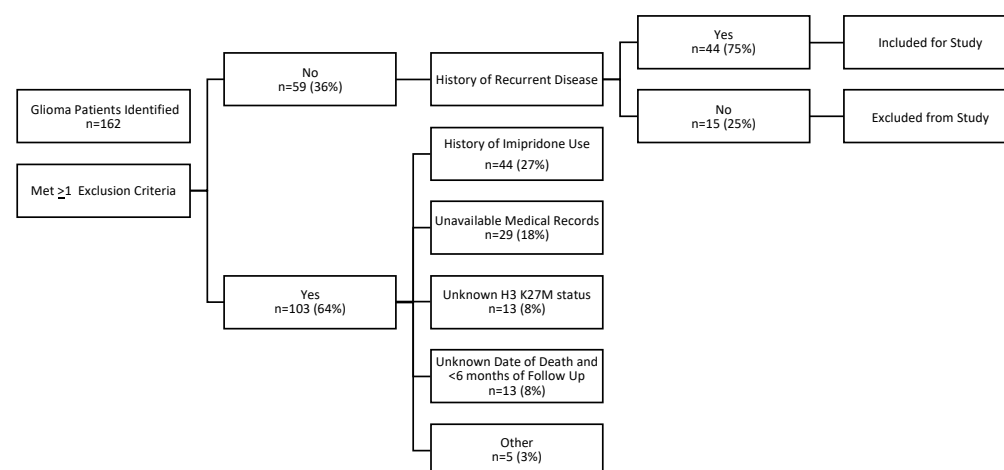 Glioma Patients Identified
n=162
Met >1 Exclusion Criteria
No
n=59 (36%)
History of Recurrent Disease
Yes
n=44 (75%)
Included for Study
No
n=15 (25%)
Excluded from Study
Yes
n=103 (64%)
History of Imipridone Use
n=44 (27%)
Unavailable Medical Records
n=29 (18%)
Unknown H3 K27M status
n=13 (8%)
Unknown Date of Death and
<6 months of Follow Up
n=13 (8%)
Other
n=5 (3%)